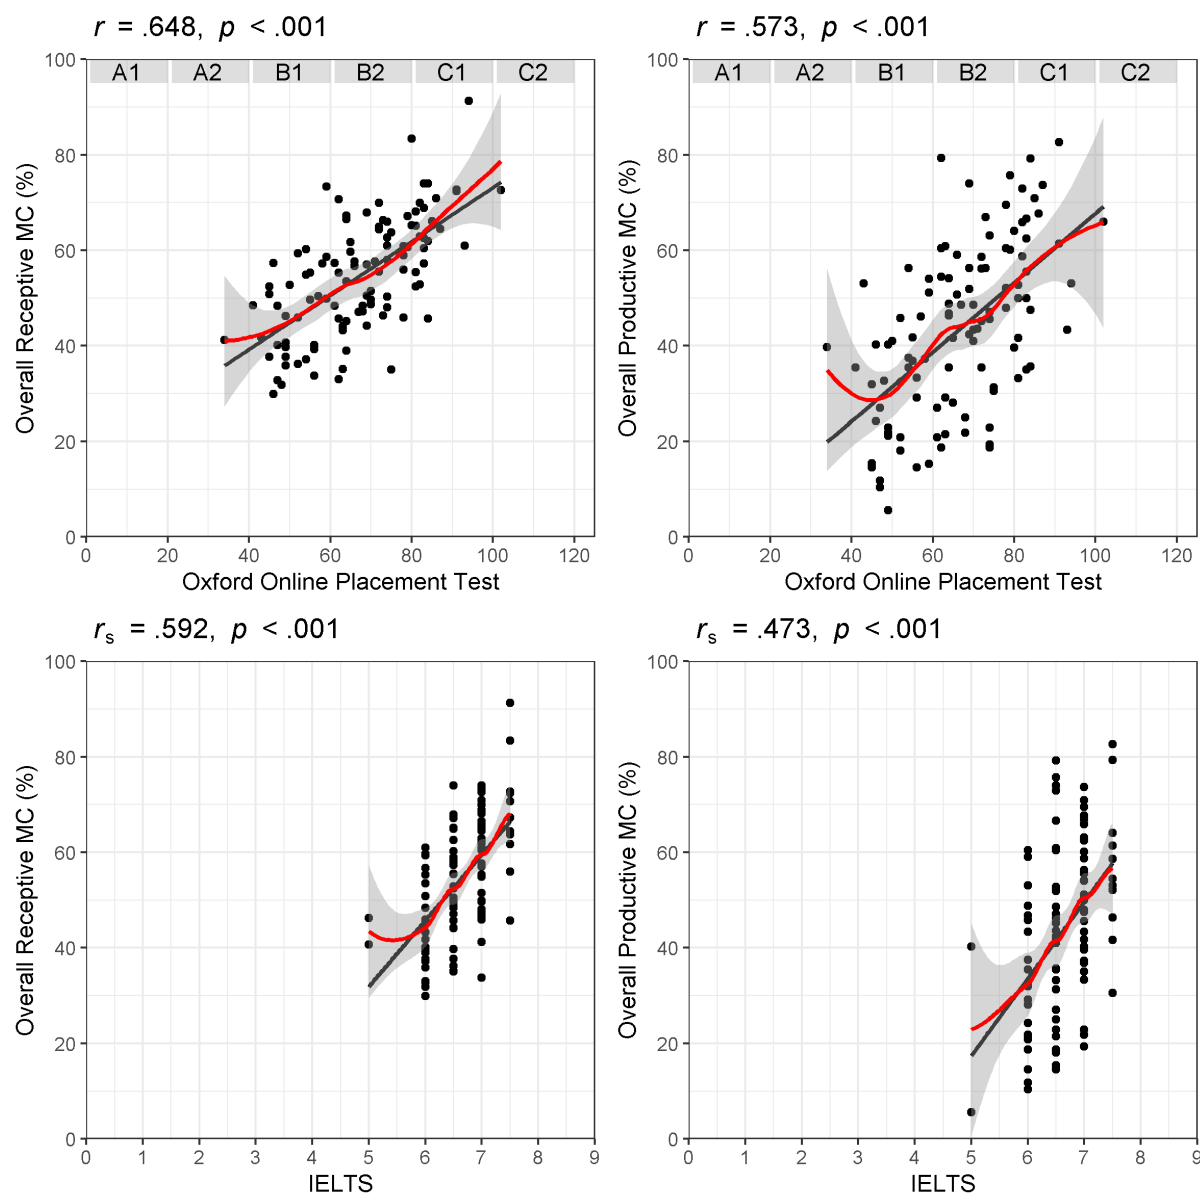 r = .648, p < .001
r = .573, p < .001
A1 A2 B1 B2 C1 C2
A1 A2 B1 B2 C1 C2
Overall Receptive MC (%)
100
80
60
40
20
0
0 20 40 60 80 100 120
Oxford Online Placement Test
Overall Productive MC (%)
100
80
60
40
20
0
0 20 40 60 80 100 120
Oxford Online Placement Test
rs = .592, p < .001
rs = .473, p < .001
Overall Receptive MC (%)
100
80
60
40
20
0
0 1 2 3 4 5 6 7 8 9
IELTS
Overall Productive MC (%)
100
80
60
40
20
0
0 1 2 3 4 5 6 7 8 9
IELTS